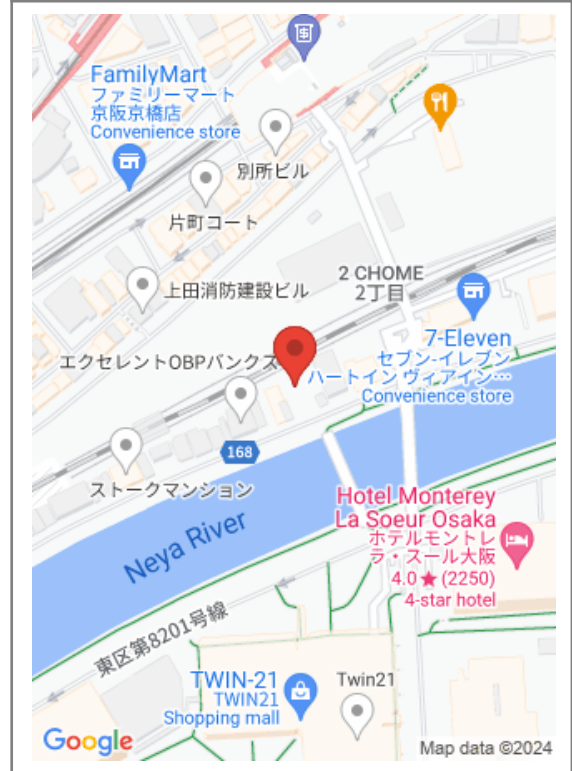 FamilyMart
ファミリーマート
京阪京橋店
Convenience store
別所ビル
片町コート
上田消防建設ビル
2 CHOME
2丁目
7-Eleven
セブン-イレブン
ハートイン ヴィアイン…
Convenience store
エクセレントOBPバンクス
168
ストークマンション
Neya River
Hotel Monterey
La Soeur Osaka
ホテルモントレ
ラ・スール大阪
4.0★(2250)
4-star hotel
東区第8201号線
TWIN-21
TWIN21
Shopping mall
Twin21
Google
Map data ©2024